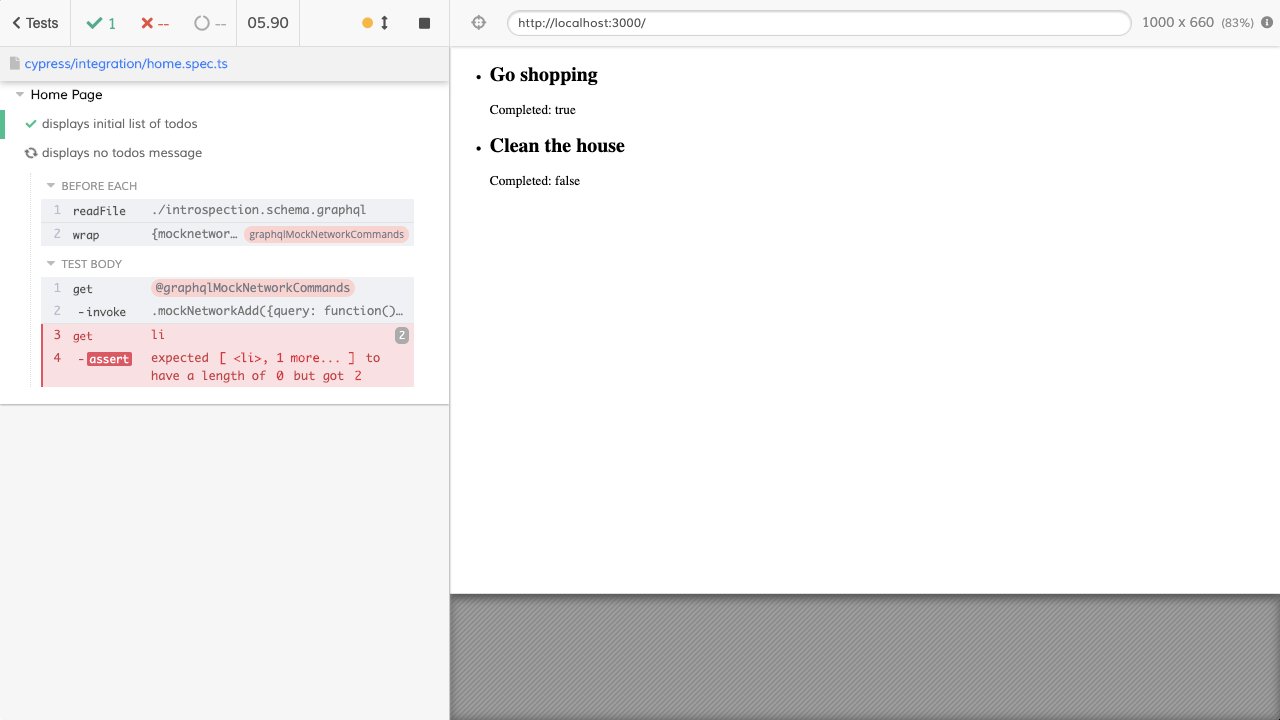 Tests 1 -- -- 05.90
http://localhost:3000/ 1000 x 660 (83%)
cypress/integration/home.spec.ts
Home Page
displays initial list of todos
displays no todos message
BEFORE EACH
1 readFile ./introspection.schema.graphql
2 wrap {mocknetwor... graphqlMockNetworkCommands
TEST BODY
1 get @graphqlMockNetworkCommands
2 -invoke .mockNetworkAdd({query: function()...
3 get li 2
4 -assert expected [ <li>, 1 more... ] to
have a length of 0 but got 2
• Go shopping
Completed: true
• Clean the house
Completed: false